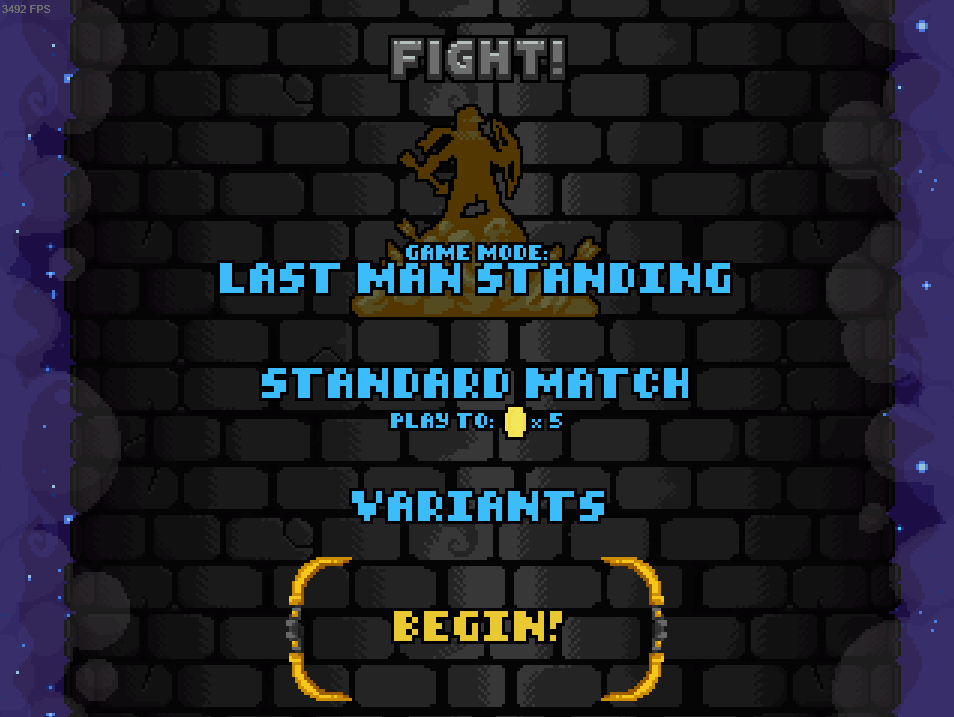 3492 FPS
FIGHT!
GAME MODE:
LAST MAN STANDING
STANDARD MATCH
PLAY TO: x 5
VARIANTS
BEGIN!